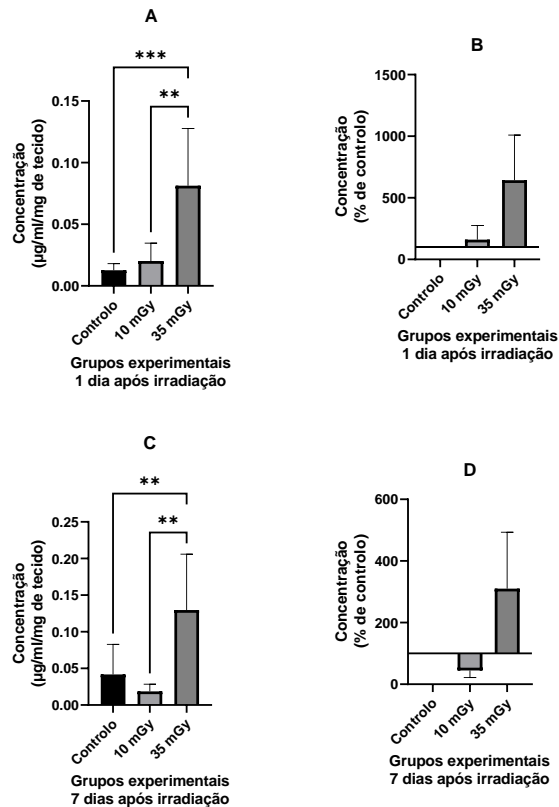 A
***
**
Concentração
(µg/ml/mg de tecido)
0.15
0.10
0.05
0.00
Controlo
10 mGy
35 mGy
Grupos experimentais
1 dia após irradiação
B
Concentração
(% de controlo)
1500
1000
500
0
Controlo
10 mGy
35 mGy
Grupos experimentais
1 dia após irradiação
C
**
**
Concentração
(µg/ml/mg de tecido)
0.25
0.20
0.15
0.10
0.05
0.00
Controlo
10 mGy
35 mGy
Grupos experimentais
7 dias após irradiação
D
Concentração
(% de controlo)
600
400
200
0
Controlo
10 mGy
35 mGy
Grupos experimentais
7 dias após irradiação